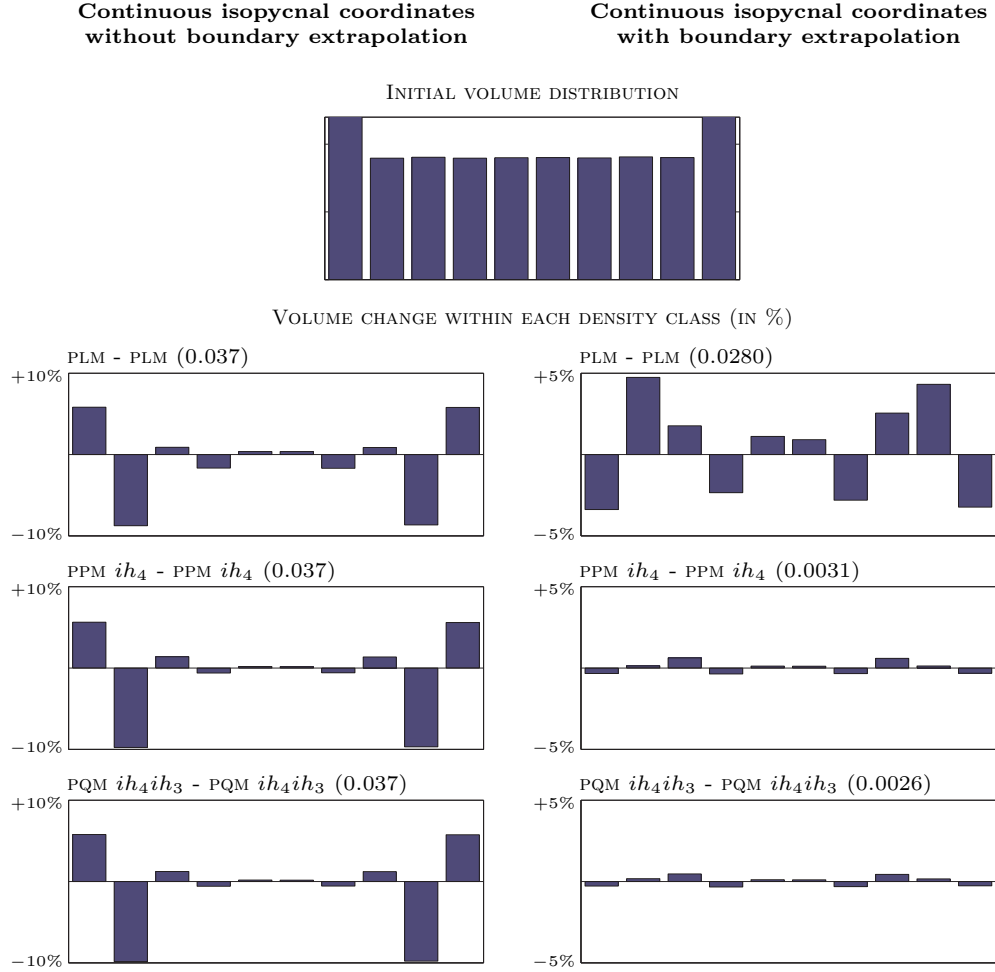 Continuous isopycnal coordinates
without boundary extrapolation
Continuous isopycnal coordinates
with boundary extrapolation
INITIAL VOLUME DISTRIBUTION
VOLUME CHANGE WITHIN EACH DENSITY CLASS (IN %)
PLM - PLM (0.037)
+10%
−10%
PLM - PLM (0.0280)
+5%
−5%
PPM ih₄ - PPM ih₄ (0.037)
+10%
−10%
PPM ih₄ - PPM ih₄ (0.0031)
+5%
−5%
PQM ih₄ih₃ - PQM ih₄ih₃ (0.037)
+10%
−10%
PQM ih₄ih₃ - PQM ih₄ih₃ (0.0026)
+5%
−5%